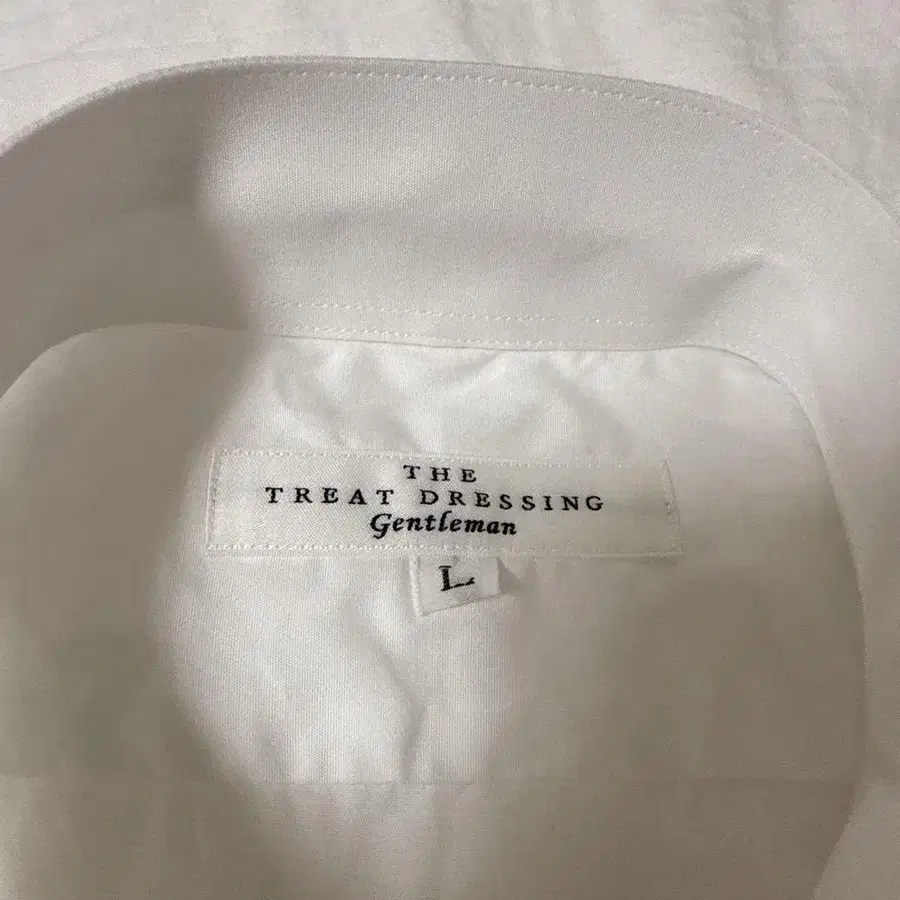 THE
TREAT DRESSING
Gentleman
L